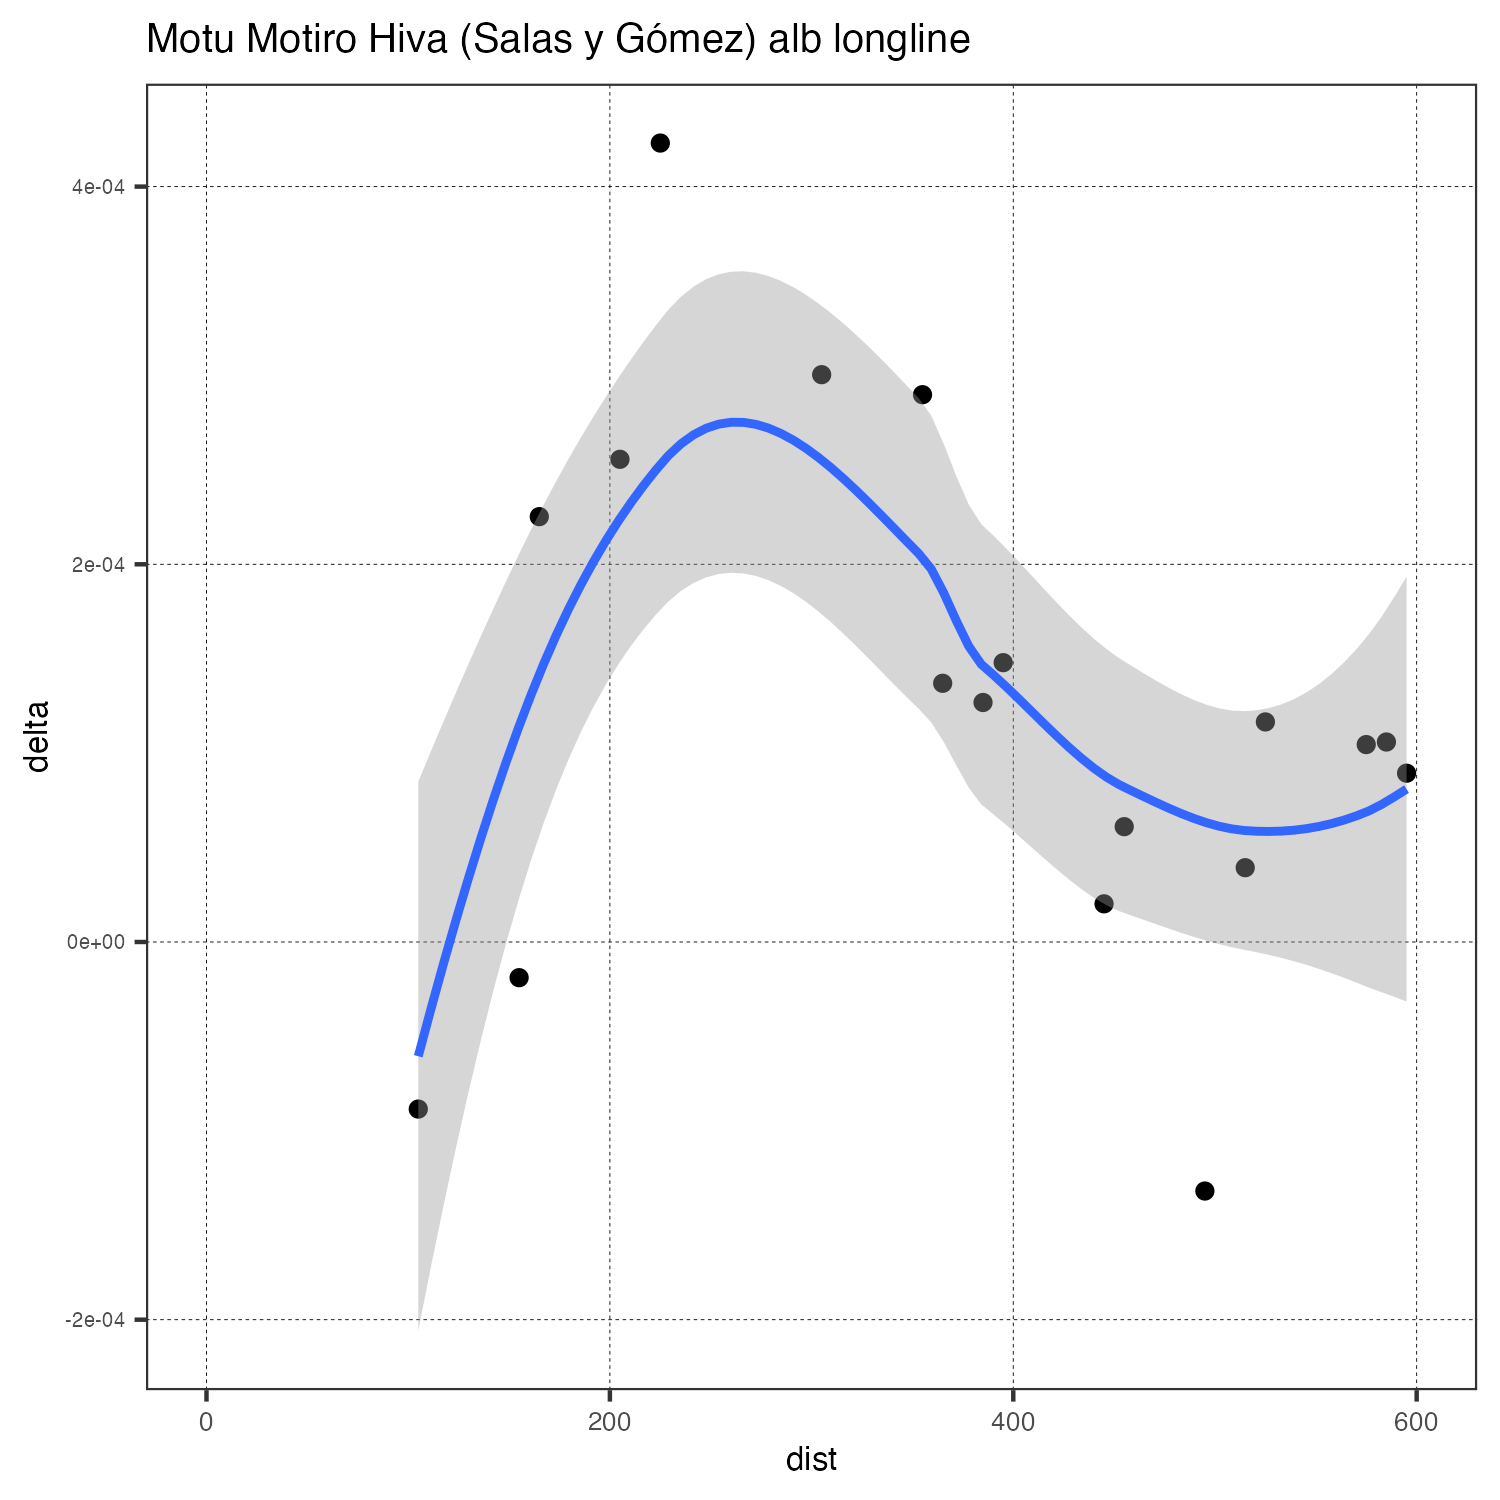 Motu Motiro Hiva (Salas y Gómez) alb longline
4e-04
2e-04
0e+00
-2e-04
delta
0
200
400
600
dist